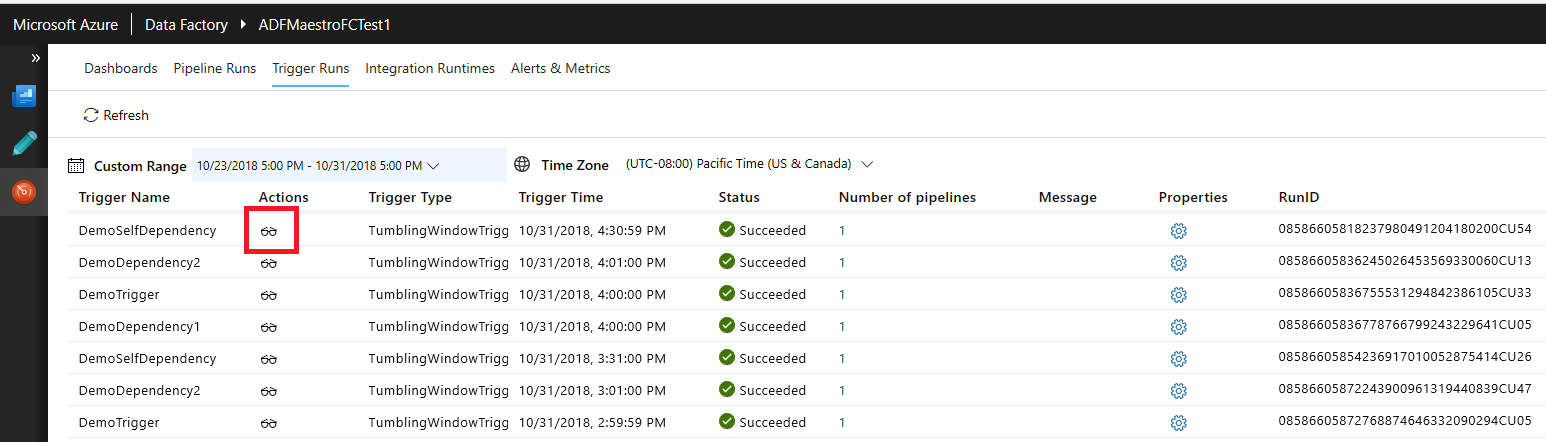 Microsoft Azure Data Factory ADFMaestroFCTest1
»
Dashboards Pipeline Runs Trigger Runs Integration Runtimes Alerts & Metrics
Refresh
Custom Range 10/23/2018 5:00 PM - 10/31/2018 5:00 PM Time Zone (UTC-08:00) Pacific Time (US & Canada)
Trigger Name Actions Trigger Type Trigger Time Status Number of pipelines Message Properties RunID
DemoSelfDependency TumblingWindowTrigg 10/31/2018, 4:30:59 PM Succeeded 1 08586605818237980491204180200CU54
DemoDependency2 TumblingWindowTrigg 10/31/2018, 4:01:00 PM Succeeded 1 08586605836245026453569330060CU13
DemoTrigger TumblingWindowTrigg 10/31/2018, 4:00:00 PM Succeeded 1 08586605836755531294842386105CU33
DemoDependency1 TumblingWindowTrigg 10/31/2018, 4:00:00 PM Succeeded 1 08586605836778766799243229641CU05
DemoSelfDependency TumblingWindowTrigg 10/31/2018, 3:31:00 PM Succeeded 1 08586605854236917010052875414CU26
DemoDependency2 TumblingWindowTrigg 10/31/2018, 3:01:00 PM Succeeded 1 08586605872243900961319440839CU47
DemoTrigger TumblingWindowTrigg 10/31/2018, 2:59:59 PM Succeeded 1 08586605872768874646332090294CU05